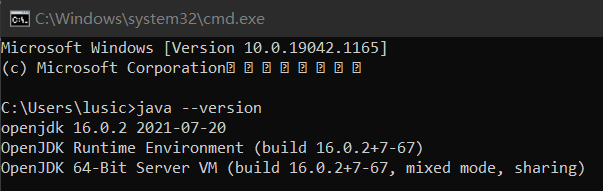 C:\Windows\system32\cmd.exe
Microsoft Windows [Version 10.0.19042.1165]
(c) Microsoft Corporation
C:\Users\lusic>java --version
openjdk 16.0.2 2021-07-20
OpenJDK Runtime Environment (build 16.0.2+7-67)
OpenJDK 64-Bit Server VM (build 16.0.2+7-67, mixed mode, sharing)